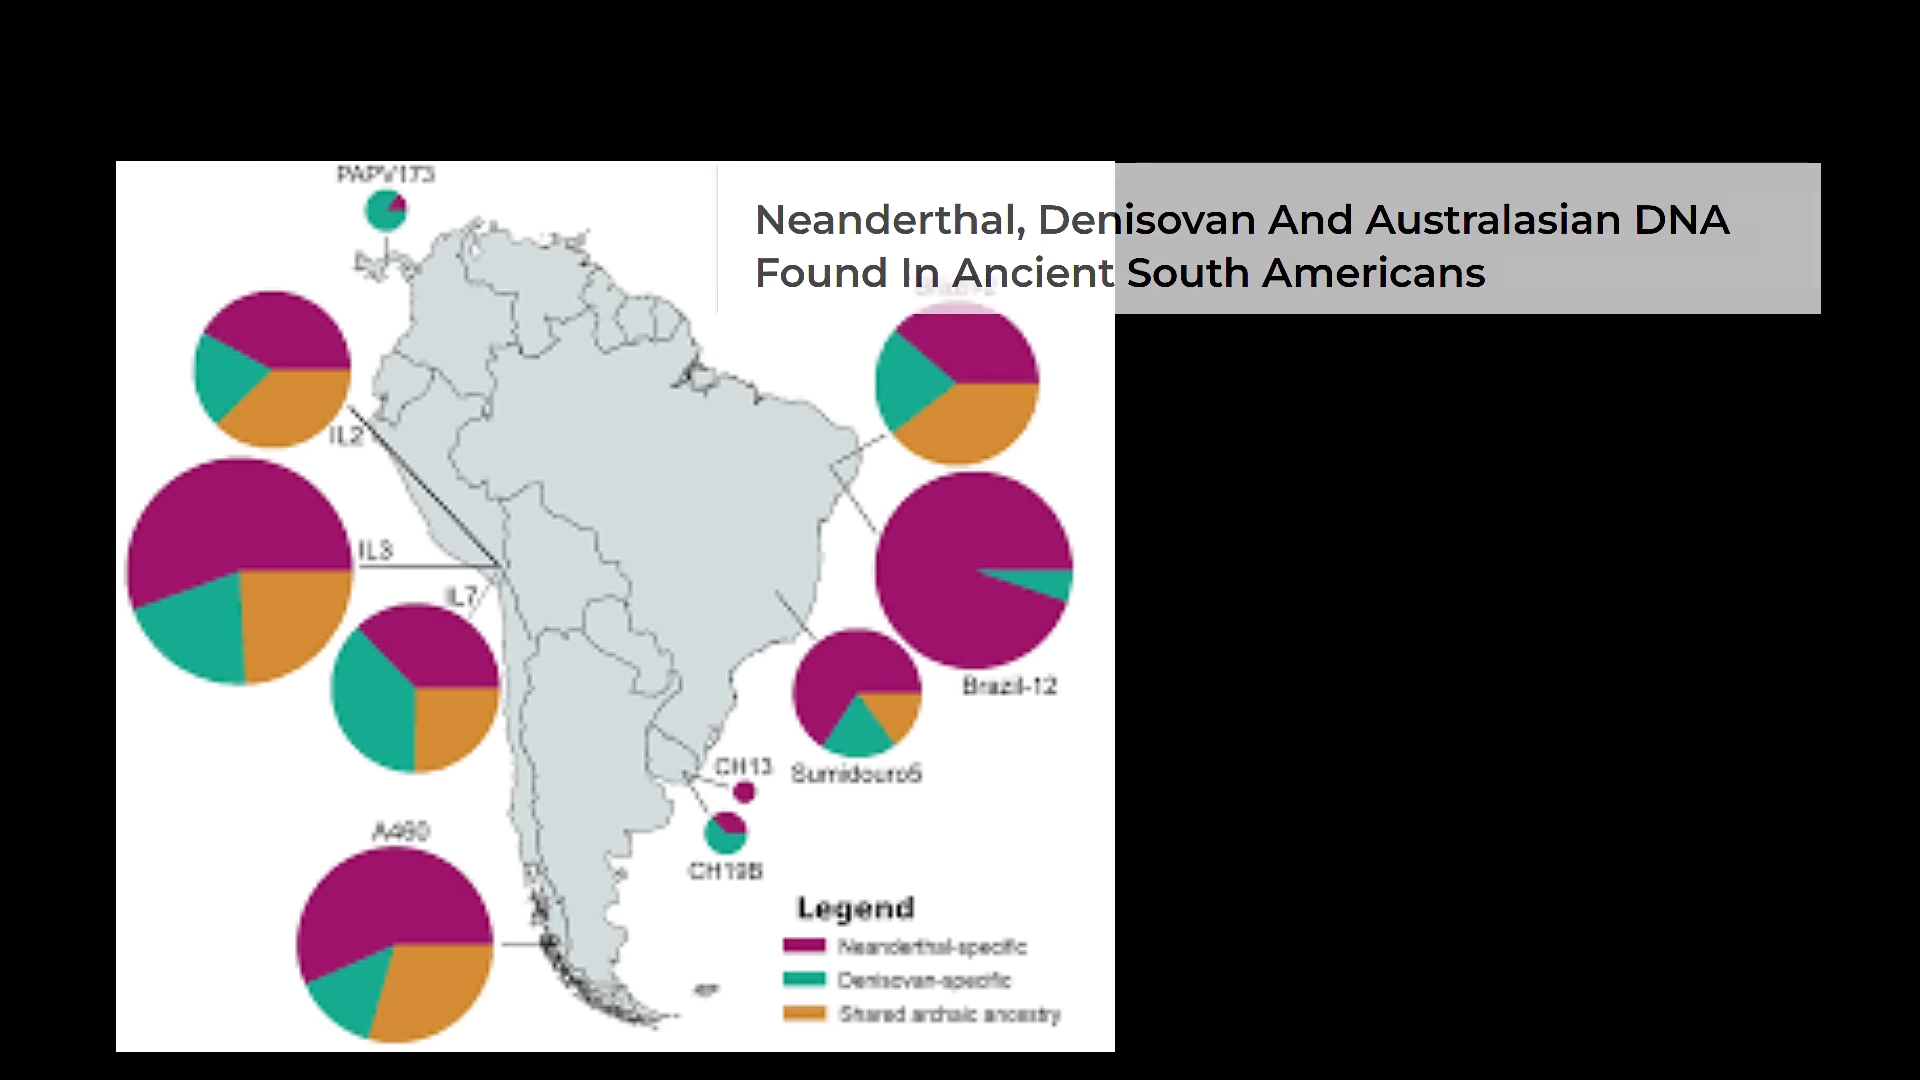 Neanderthal, Denisovan And Australasian DNA
Found In Ancient South Americans
PAPV173
IL2
IL3
IL7
Brazil-12
Sumidouro5
CH13
CH19B
A460
Legend
Neanderthal-specific
Denisovan-specific
Shared archaic ancestry